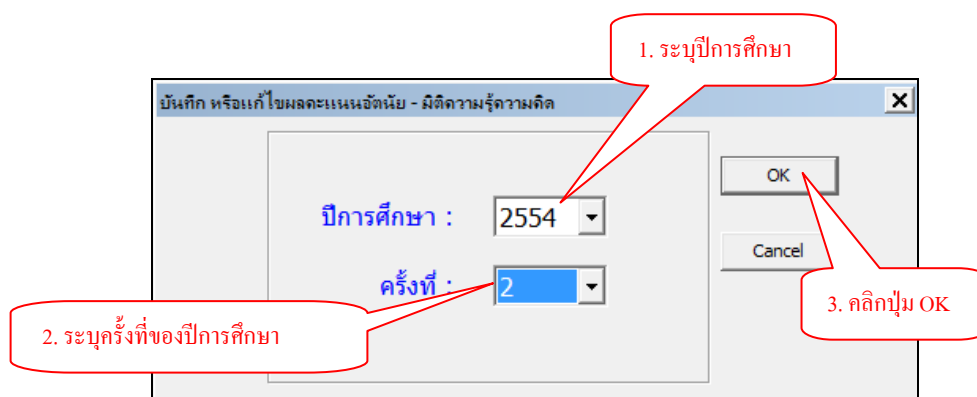 1. ระบุปีการศึกษา
บันทึก หรือแก้ไขผลคะแนนอัตนัย - มิติความรู้ความคิด
OK
ปีการศึกษา : 2554
Cancel
ครั้งที่ : 2
3. คลิกปุ่ม OK
2. ระบุครั้งที่ของปีการศึกษา